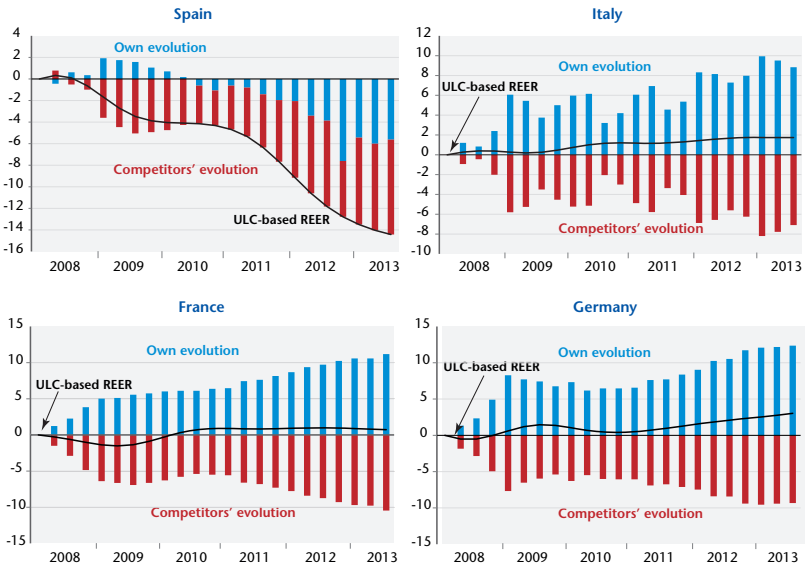 Spain
4
2
0
-2
-4
-6
-8
-10
-12
-14
-16
Own evolution
Competitors’ evolution
ULC-based REER
2008 2009 2010 2011 2012 2013
Italy
12
10
8
6
4
2
0
-2
-4
-6
-8
-10
Own evolution
ULC-based REER
Competitors’ evolution
2008 2009 2010 2011 2012 2013
France
15
10
5
0
-5
-10
-15
Own evolution
ULC-based REER
Competitors’ evolution
2008 2009 2010 2011 2012 2013
Germany
15
10
5
0
-5
-10
-15
Own evolution
ULC-based REER
Competitors’ evolution
2008 2009 2010 2011 2012 2013